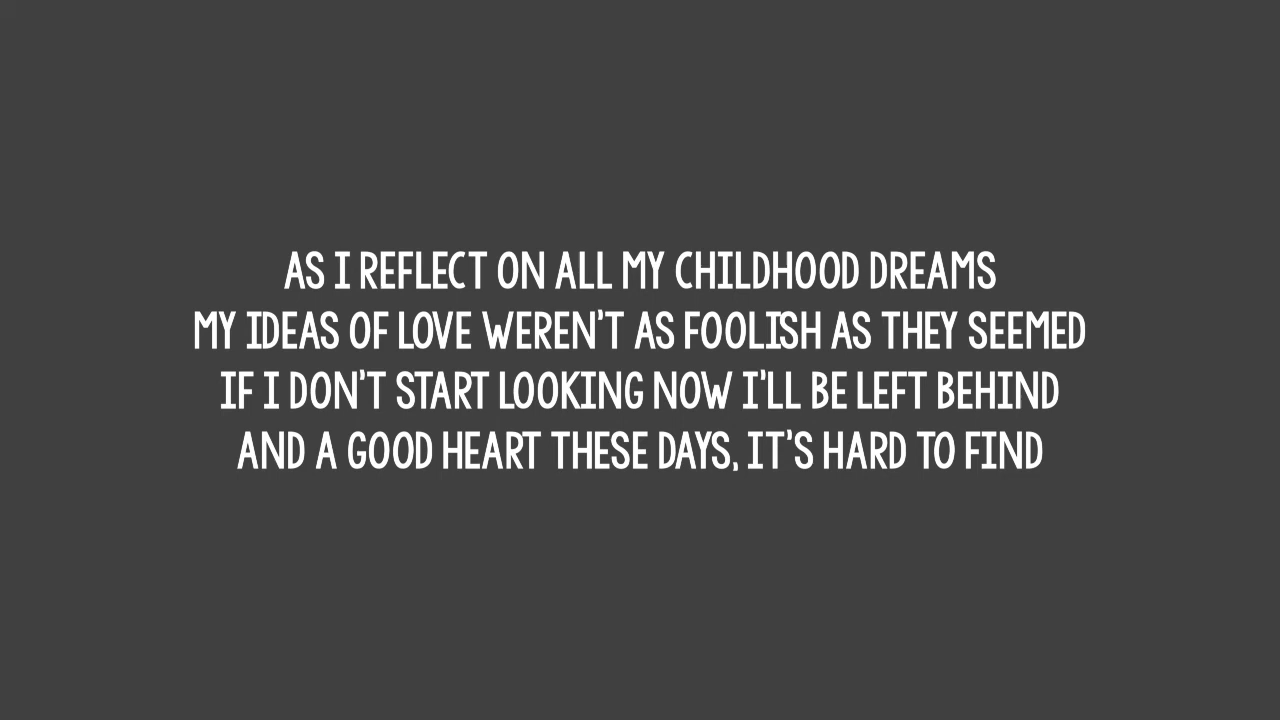 AS I REFLECT ON ALL MY CHILDHOOD DREAMS
MY IDEAS OF LOVE WEREN'T AS FOOLISH AS THEY SEEMED
IF I DON'T START LOOKING NOW I'LL BE LEFT BEHIND
AND A GOOD HEART THESE DAYS, IT'S HARD TO FIND